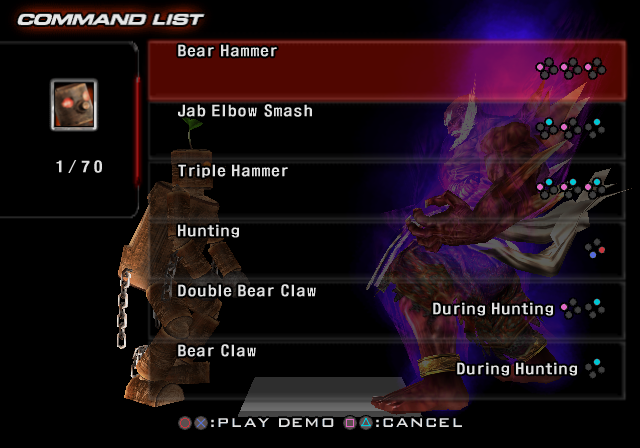 COMMAND LIST
1/70
Bear Hammer
Jab Elbow Smash
Triple Hammer
Hunting
Double Bear Claw
During Hunting
Bear Claw
During Hunting
:PLAY DEMO :CANCEL